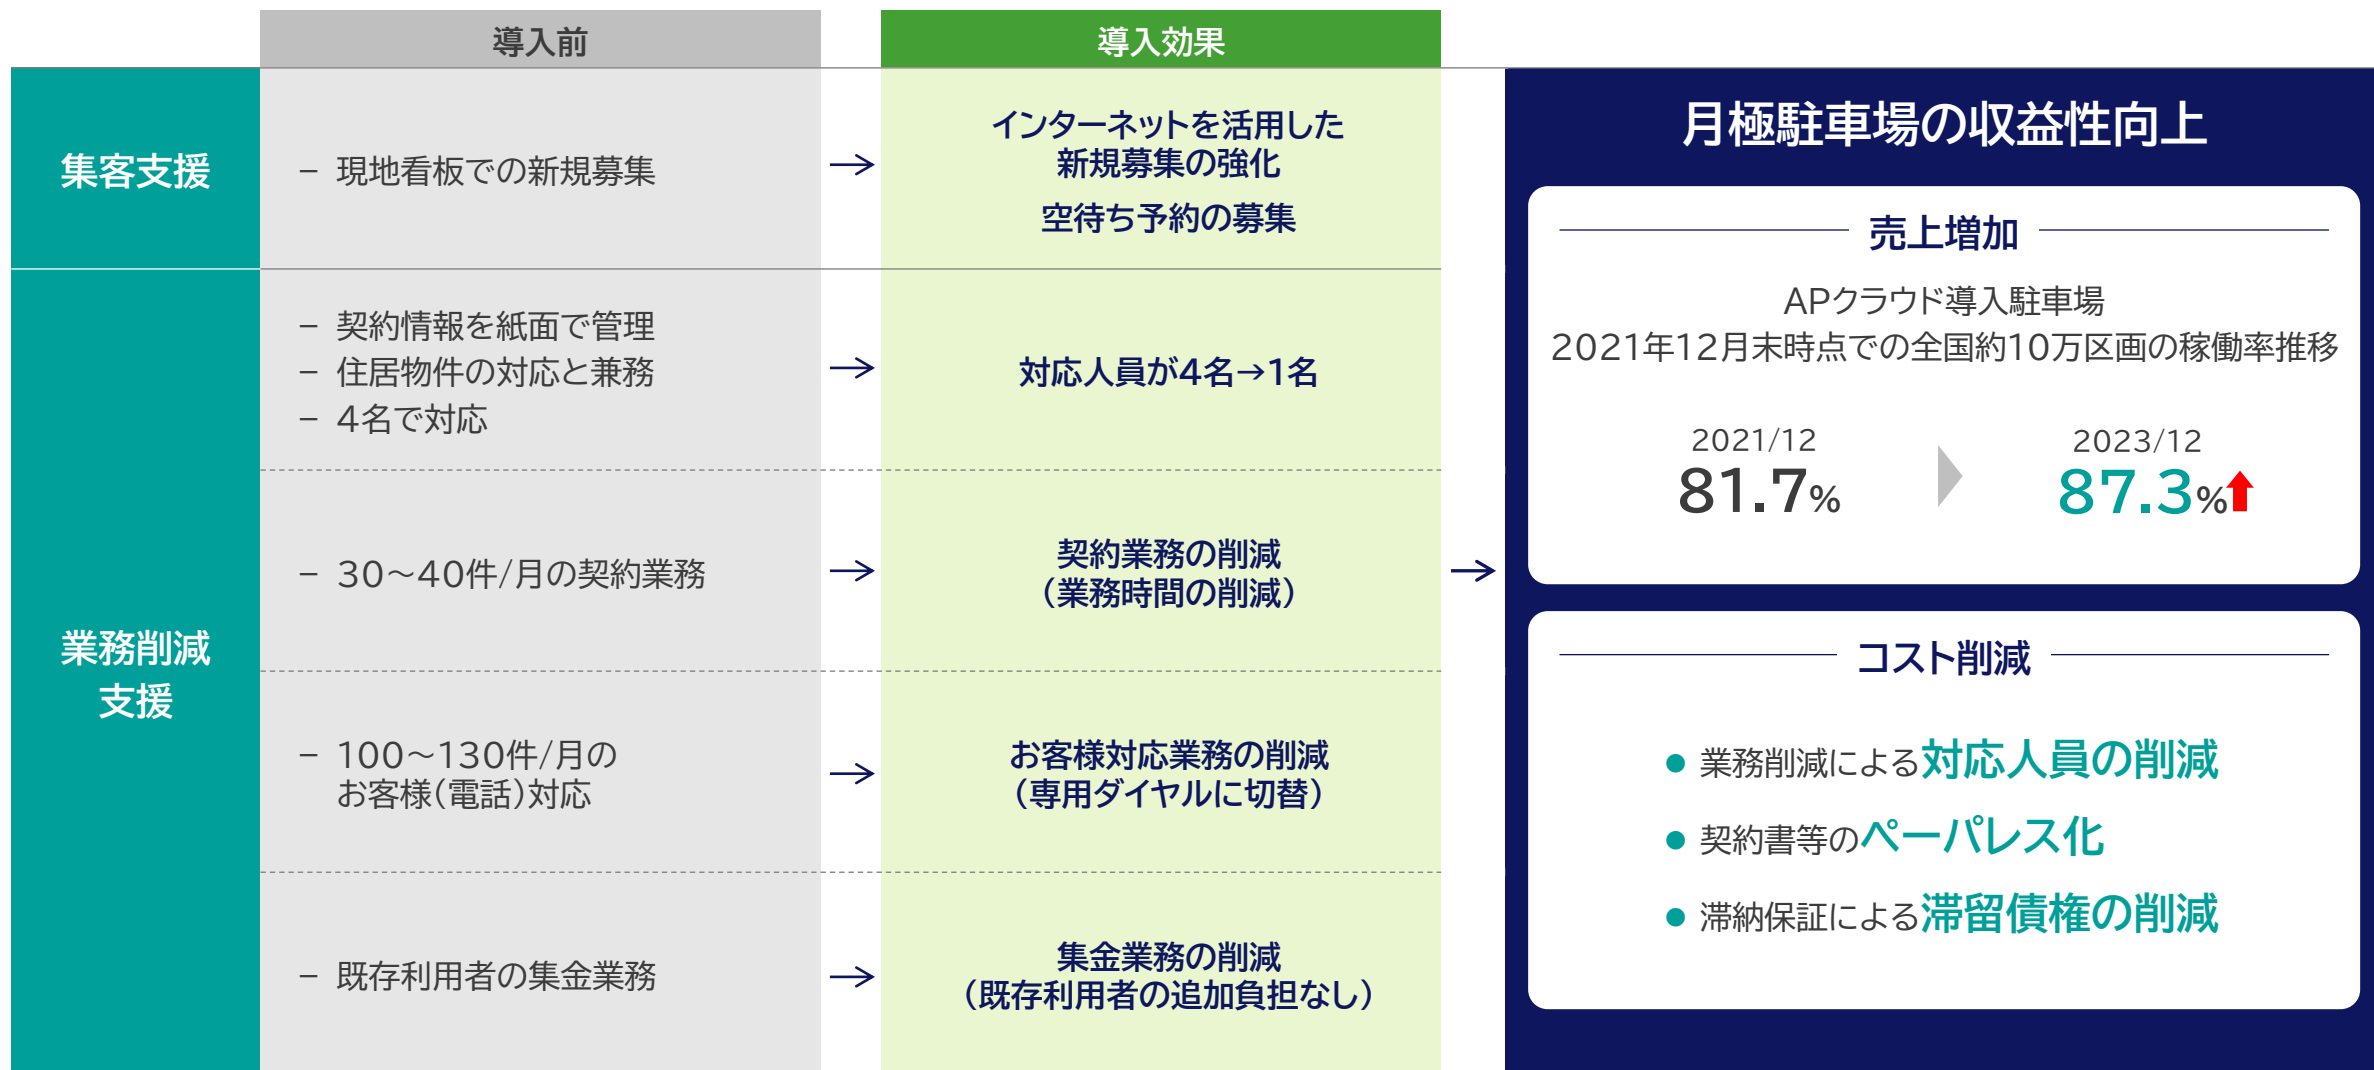 導入前
導入効果
集客支援
− 現地看板での新規募集
→
インターネットを活用した
新規募集の強化
空待ち予約の募集
業務削減
支援
− 契約情報を紙面で管理
− 住居物件の対応と兼務
− 4名で対応
→
対応人員が4名→1名
− 30～40件/月の契約業務
→
契約業務の削減
（業務時間の削減）
− 100～130件/月の
お客様（電話）対応
→
お客様対応業務の削減
（専用ダイヤルに切替）
− 既存利用者の集金業務
→
集金業務の削減
（既存利用者の追加負担なし）
→
月極駐車場の収益性向上
売上増加
APクラウド導入駐車場
2021年12月末時点での全国約10万区画の稼働率推移
2021/12
81.7%
2023/12
87.3%
コスト削減
● 業務削減による対応人員の削減
● 契約書等のペーパレス化
● 滞納保証による滞留債権の削減